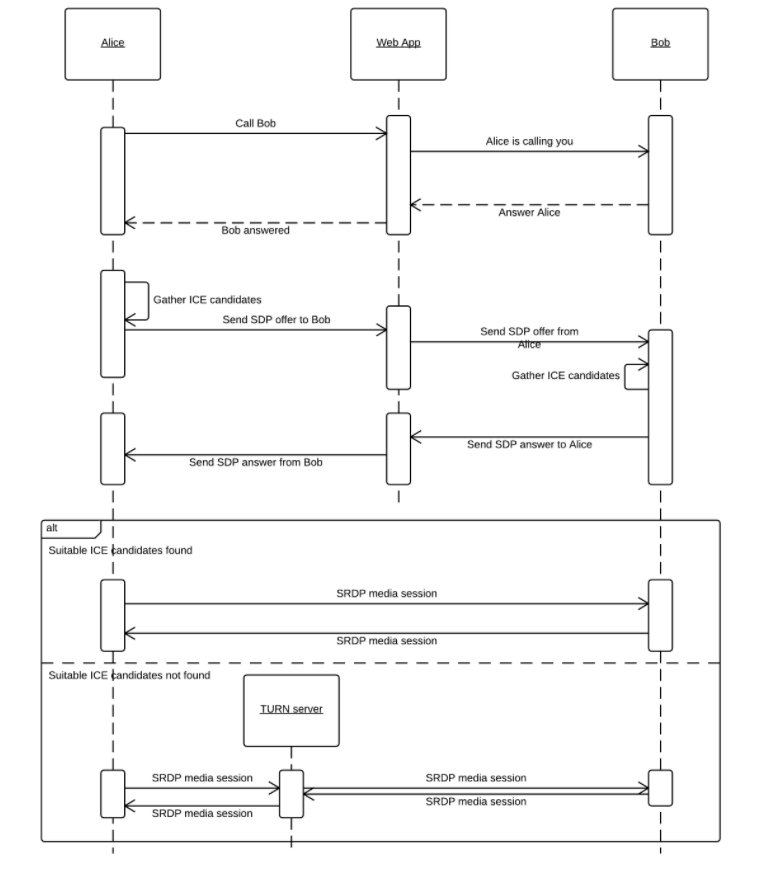 Alice
Web App
Bob
Call Bob
Alice is calling you
Answer Alice
Bob answered
Gather ICE candidates
Send SDP offer to Bob
Send SDP offer from
Alice
Gather ICE candidates
Send SDP answer to Alice
Send SDP answer from Bob
alt
Suitable ICE candidates found
SRDP media session
SRDP media session
Suitable ICE candidates not found
TURN server
SRDP media session
SRDP media session
SRDP media session
SRDP media session